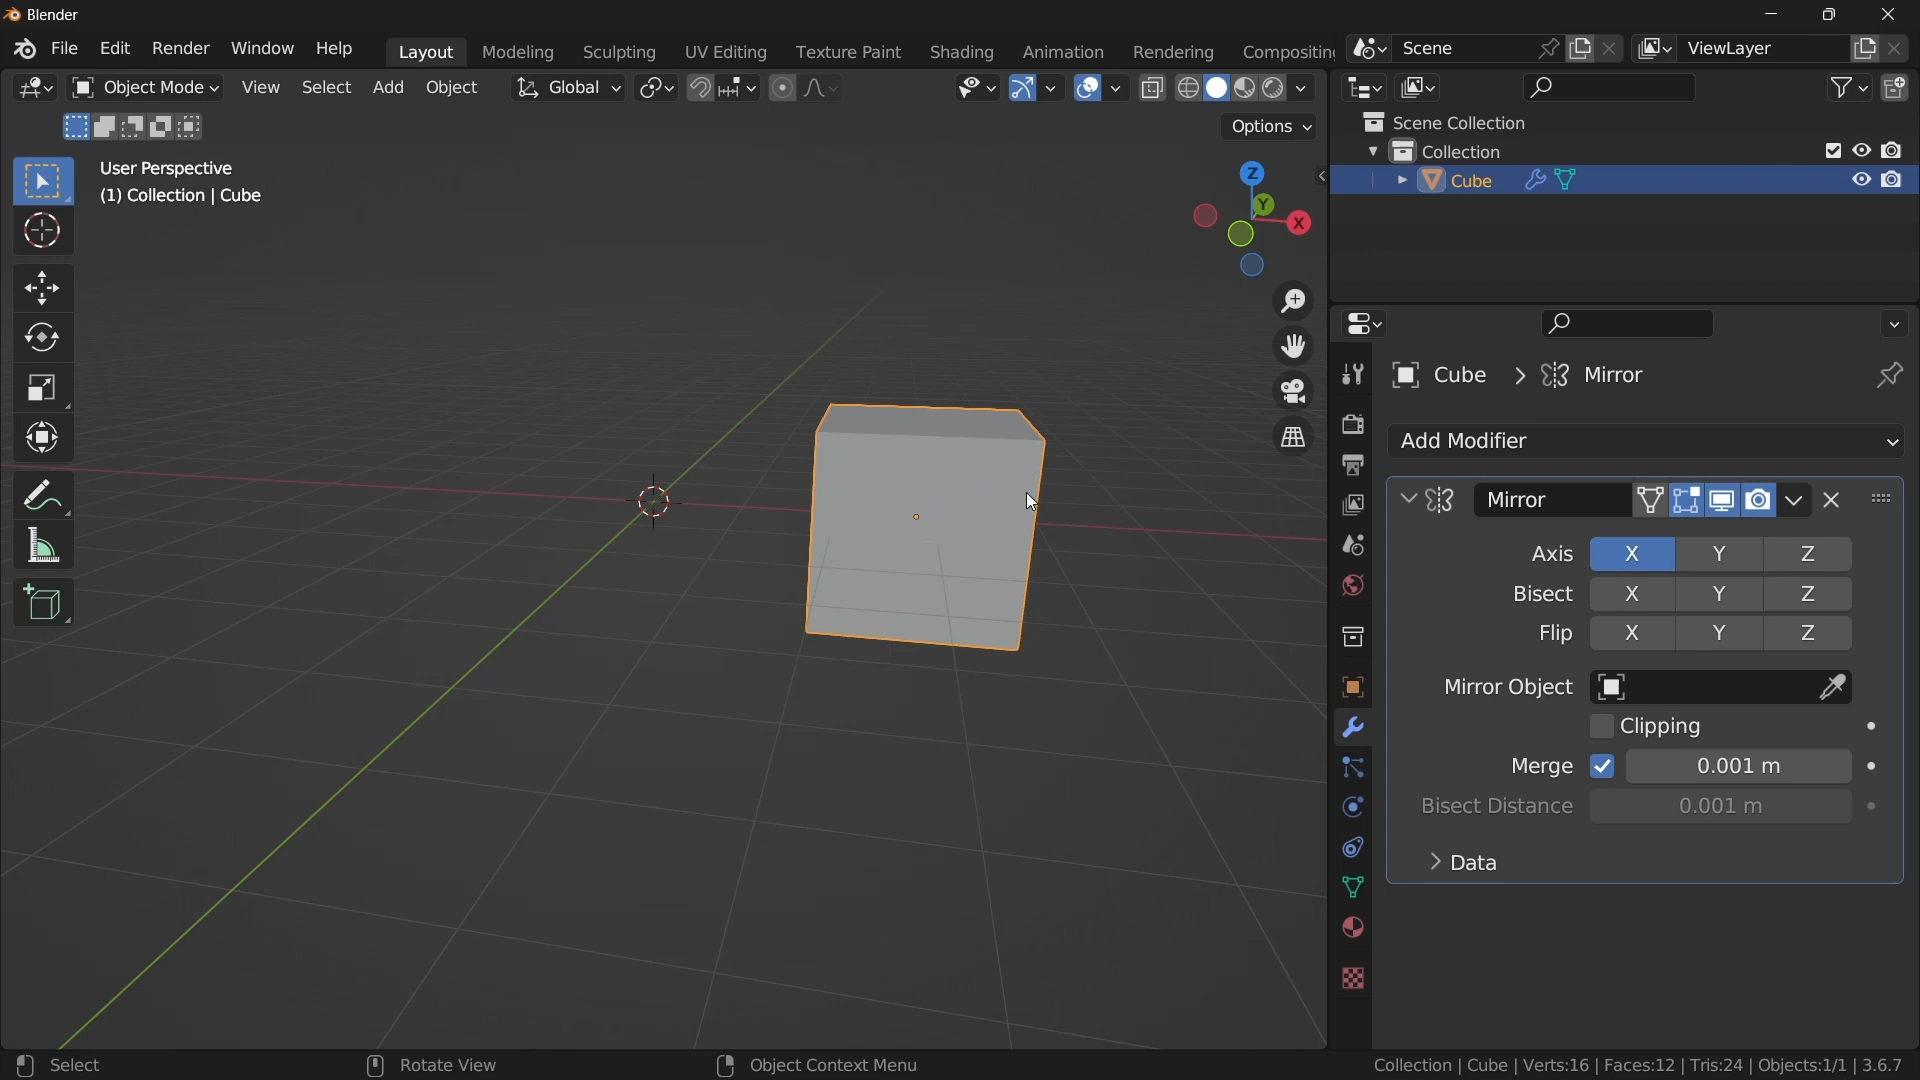 Blender
File Edit Render Window Help Layout Modeling Sculpting UV Editing Texture Paint Shading Animation Rendering Compositin Scene ViewLayer
Object Mode View Select Add Object Global
Options
User Perspective
(1) Collection | Cube
Z
Y
X
Scene Collection
Collection
Cube
Cube Mirror
Add Modifier
Mirror
Axis X Y Z
Bisect X Y Z
Flip X Y Z
Mirror Object
Clipping
Merge 0.001 m
Bisect Distance 0.001 m
Data
Select Rotate View Object Context Menu Collection | Cube | Verts:16 | Faces:12 | Tris:24 | Objects:1/1 | 3.6.7